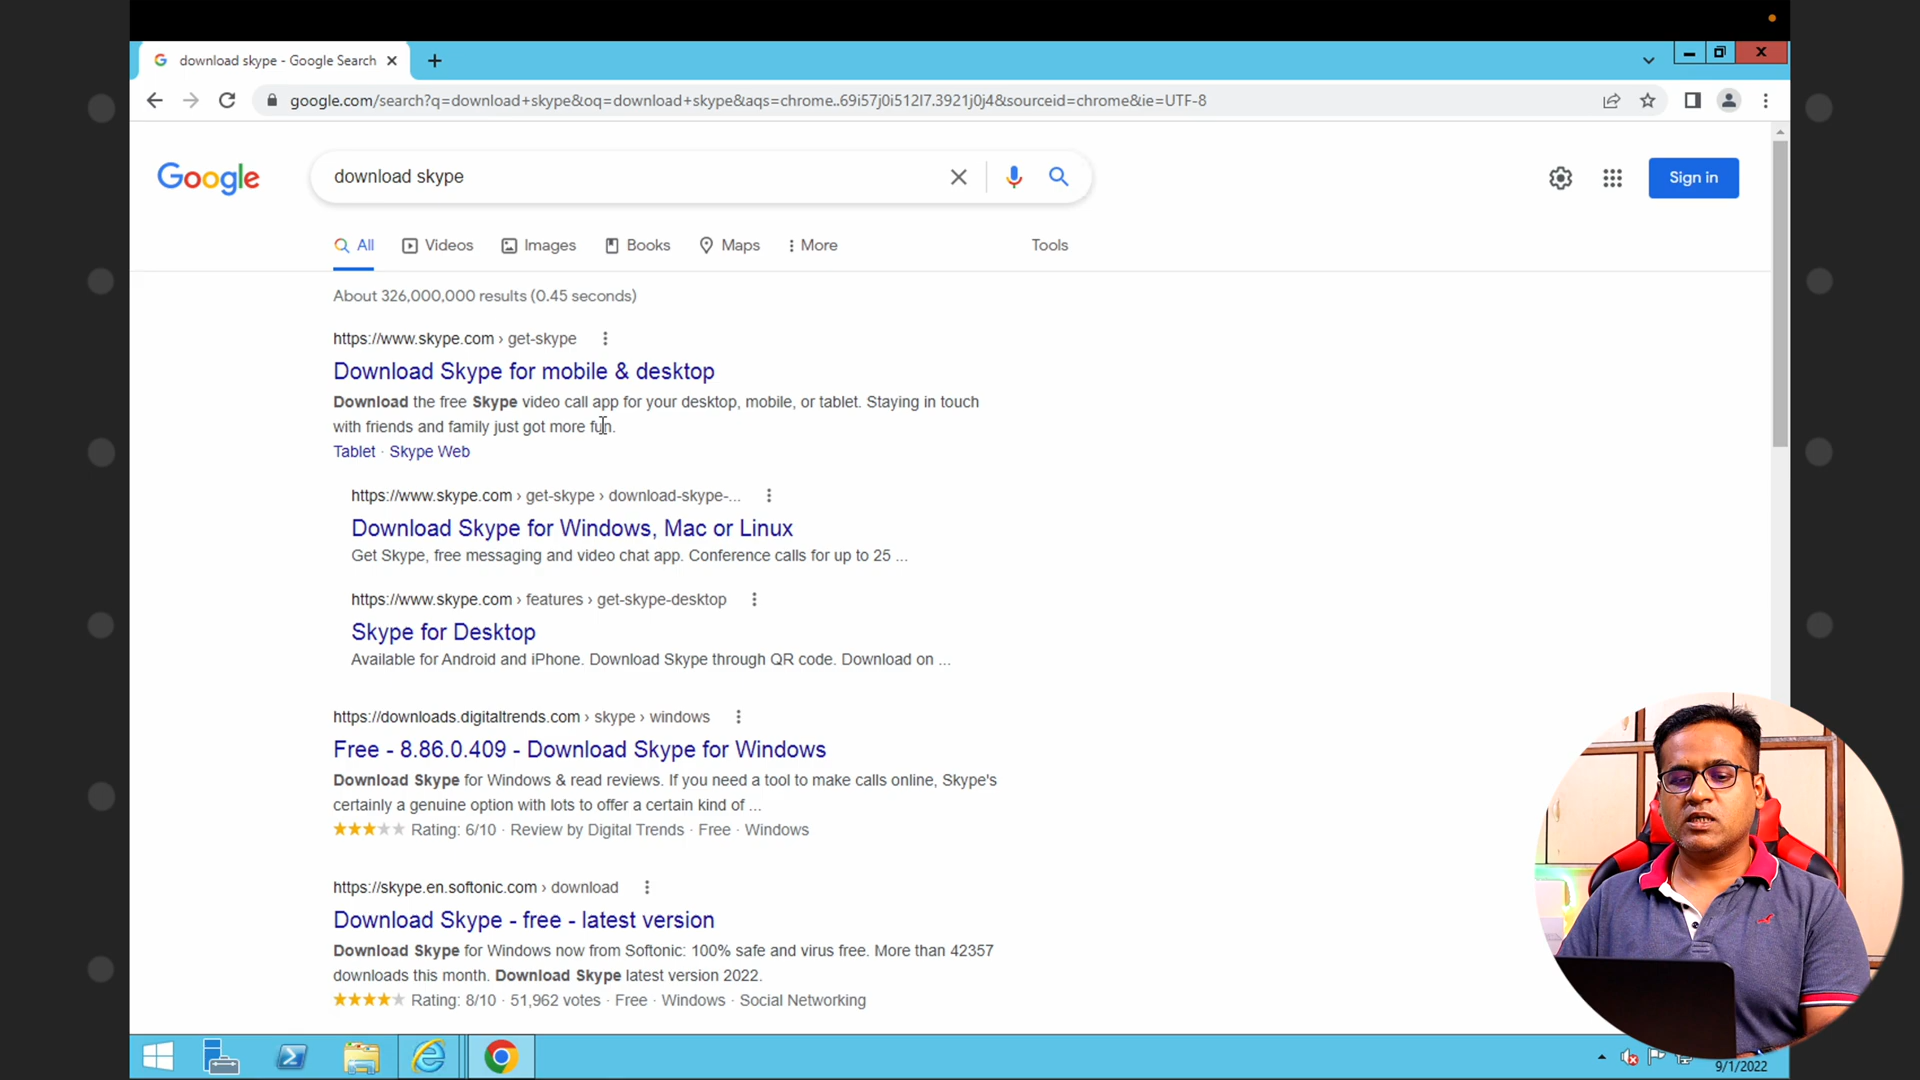 download skype - Google Search
google.com/search?q=download+skype&oq=download+skype&aqs=chrome..69i57j0i512l7.3921j0j4&sourceid=chrome&ie=UTF-8
Google
download skype
Sign in
All
Videos
Images
Books
Maps
More
Tools
About 326,000,000 results (0.45 seconds)
https://www.skype.com › get-skype
Download Skype for mobile & desktop
Download the free Skype video call app for your desktop, mobile, or tablet. Staying in touch
with friends and family just got more fun.
Tablet · Skype Web
https://www.skype.com › get-skype › download-skype-...
Download Skype for Windows, Mac or Linux
Get Skype, free messaging and video chat app. Conference calls for up to 25 ...
https://www.skype.com › features › get-skype-desktop
Skype for Desktop
Available for Android and iPhone. Download Skype through QR code. Download on ...
https://downloads.digitaltrends.com › skype › windows
Free - 8.86.0.409 - Download Skype for Windows
Download Skype for Windows & read reviews. If you need a tool to make calls online, Skype's
certainly a genuine option with lots to offer a certain kind of ...
Rating: 6/10 · Review by Digital Trends · Free · Windows
https://skype.en.softonic.com › download
Download Skype - free - latest version
Download Skype for Windows now from Softonic: 100% safe and virus free. More than 42357
downloads this month. Download Skype latest version 2022.
Rating: 8/10 · 51,962 votes · Free · Windows · Social Networking
9/1/2022